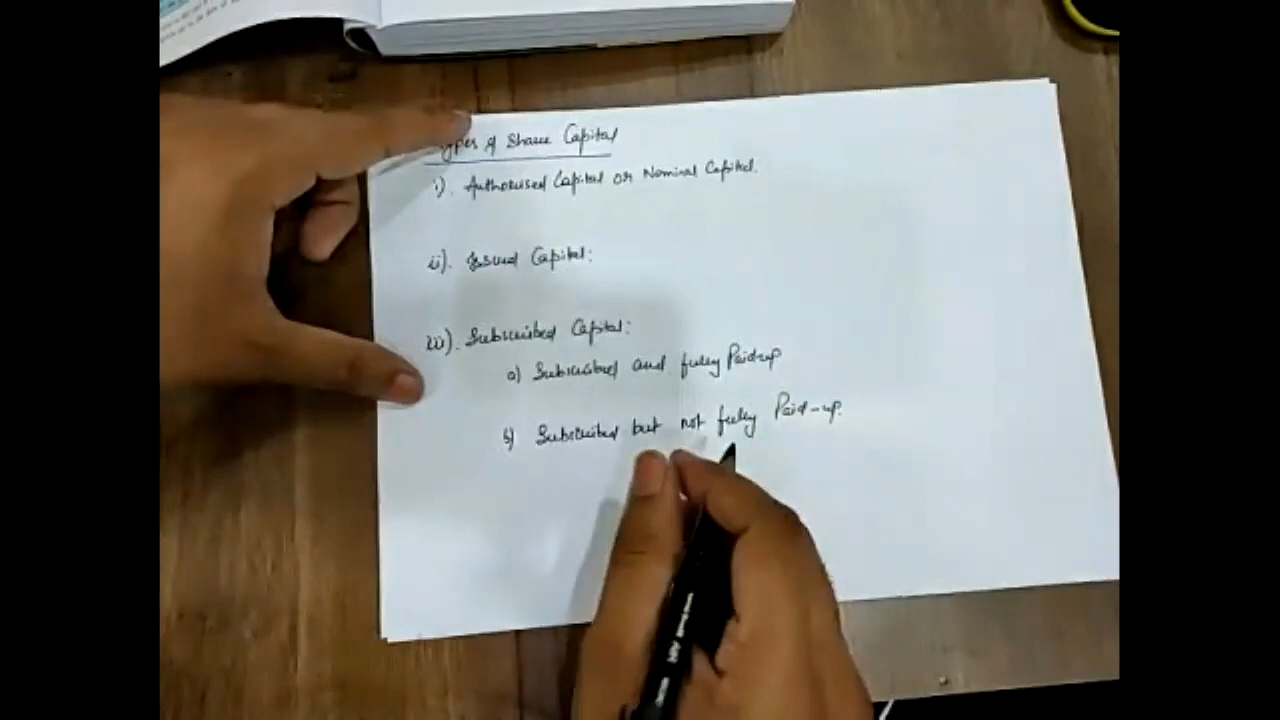 Types of Share Capital
i). Authorised Capital or Nominal Capital.
ii). Issued Capital:
iii). Subscribed Capital:
a) Subscribed and fully Paid-up
b) Subscribed but not fully Paid-up.